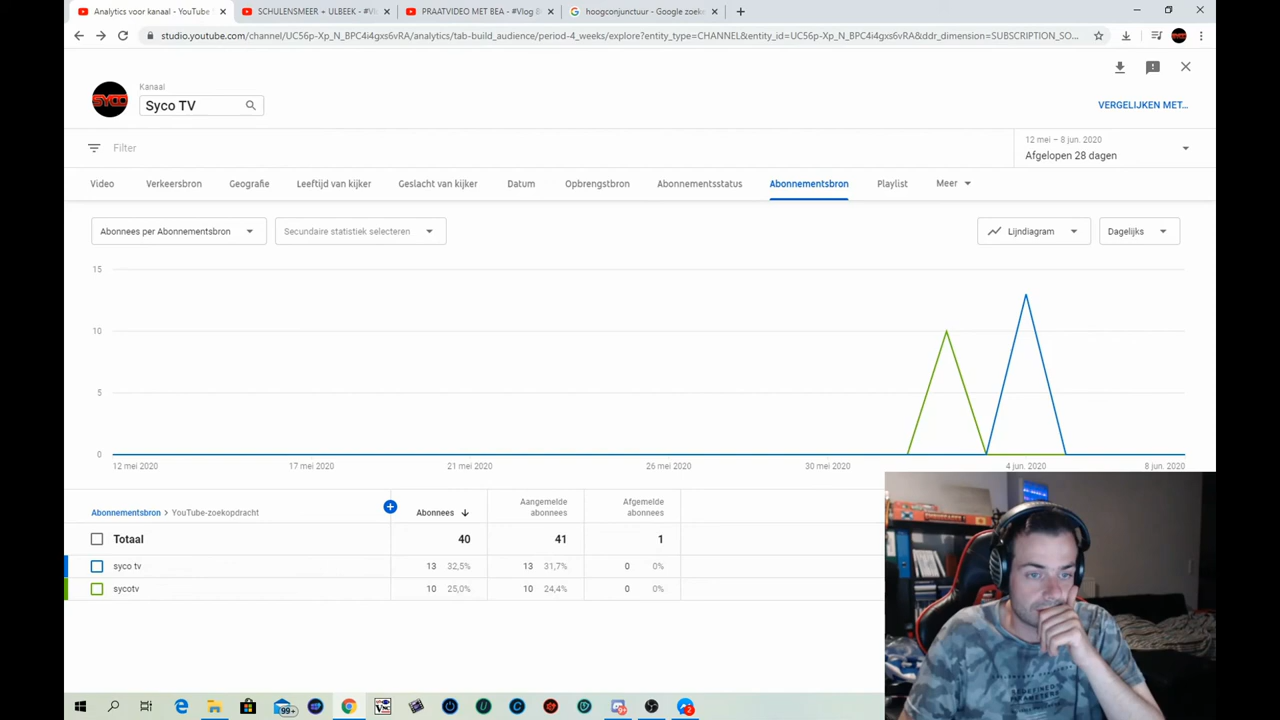 Analytics voor kanaal - YouTube
SCHULENSMEER + ULBEEK - #Vl
PRAATVIDEO MET BEA - #Vlog
hoogconjunctuur - Google zoek
studio.youtube.com/channel/UC56p-Xp_N_BPC4i4gxs6vRA/analytics/tab-build_audience/period-4_weeks/explore?entity_type=CHANNEL&entity_id=UC56p-Xp_N_BPC4i4gxs6vRA&ddr_dimension=SUBSCRIPTION_SO...
SYCO
Kanaal
Syco TV
VERGELIJKEN MET...
Filter
12 mei – 8 jun. 2020
Afgelopen 28 dagen
Video Verkeersbron Geografie Leeftijd van kijker Geslacht van kijker Datum Opbrengstbron Abonnementsstatus Abonnementsbron Playlist Meer
Abonnees per Abonnementsbron Secundaire statistiek selecteren Lijndiagram Dagelijks
15
10
5
0
12 mei 2020 17 mei 2020 21 mei 2020 26 mei 2020 30 mei 2020 4 jun. 2020 8 jun. 2020
Abonnementsbron > YouTube-zoekopdracht Abonnees Aangemelde abonnees Afgemelde abonnees
Totaal 40 41 1
syco tv 13 32,5% 13 31,7% 0 0%
sycotv 10 25,0% 10 24,4% 0 0%
99+
2